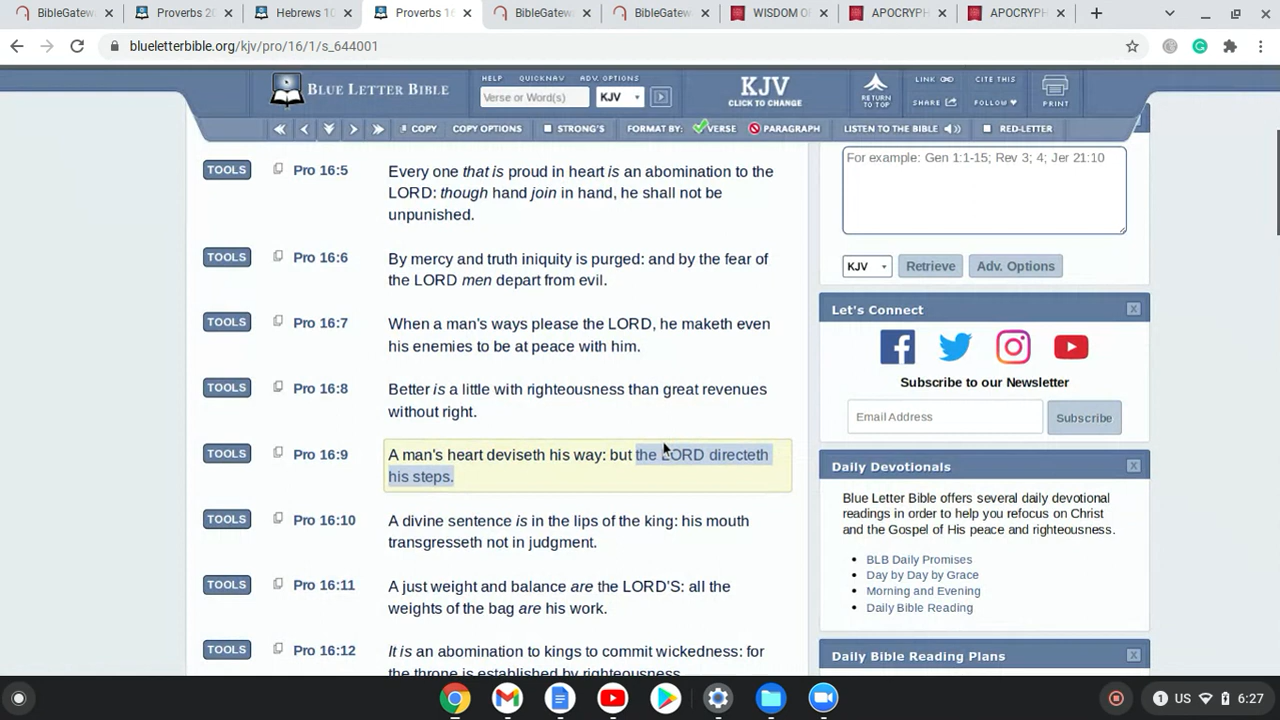 BibleGatew
Proverbs 20
Hebrews 10
Proverbs 16
BibleGatew
BibleGatew
WISDOM O
APOCRYPH
APOCRYPH
blueletterbible.org/kjv/pro/16/1/s_644001
BLUE LETTER BIBLE
HELP QUICKNAV ADV. OPTIONS
Verse or Word(s) KJV
KJV
CLICK TO CHANGE
RETURN
TO TOP
LINK CITE THIS
SHARE FOLLOW
PRINT
COPY COPY OPTIONS STRONG'S FORMAT BY: VERSE PARAGRAPH LISTEN TO THE BIBLE RED-LETTER
TOOLS Pro 16:5 Every one that is proud in heart is an abomination to the
LORD: though hand join in hand, he shall not be
unpunished.
TOOLS Pro 16:6 By mercy and truth iniquity is purged: and by the fear of
the LORD men depart from evil.
TOOLS Pro 16:7 When a man's ways please the LORD, he maketh even
his enemies to be at peace with him.
TOOLS Pro 16:8 Better is a little with righteousness than great revenues
without right.
TOOLS Pro 16:9 A man's heart deviseth his way: but the LORD directeth
his steps.
TOOLS Pro 16:10 A divine sentence is in the lips of the king: his mouth
transgresseth not in judgment.
TOOLS Pro 16:11 A just weight and balance are the LORD'S: all the
weights of the bag are his work.
TOOLS Pro 16:12 It is an abomination to kings to commit wickedness: for
the throne is established by righteousness.
For example: Gen 1:1-15; Rev 3; 4; Jer 21:10
KJV Retrieve Adv. Options
Let's Connect X
Subscribe to our Newsletter
Email Address Subscribe
Daily Devotionals X
Blue Letter Bible offers several daily devotional
readings in order to help you refocus on Christ
and the Gospel of His peace and righteousness.
BLB Daily Promises
Day by Day by Grace
Morning and Evening
Daily Bible Reading
Daily Bible Reading Plans X
1 US 6:27